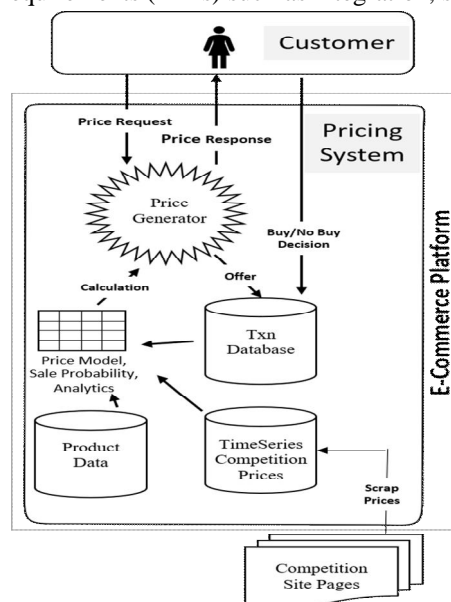 Customer
Price Request
Price Response
Pricing
System
Price
Generator
Buy/No Buy
Decision
Offer
Calculation
Txn
Database
Price Model,
Sale Probability,
Analytics
Product
Data
TimeSeries
Competition
Prices
Scrap
Prices
E-Commerce Platform
Competition
Site Pages